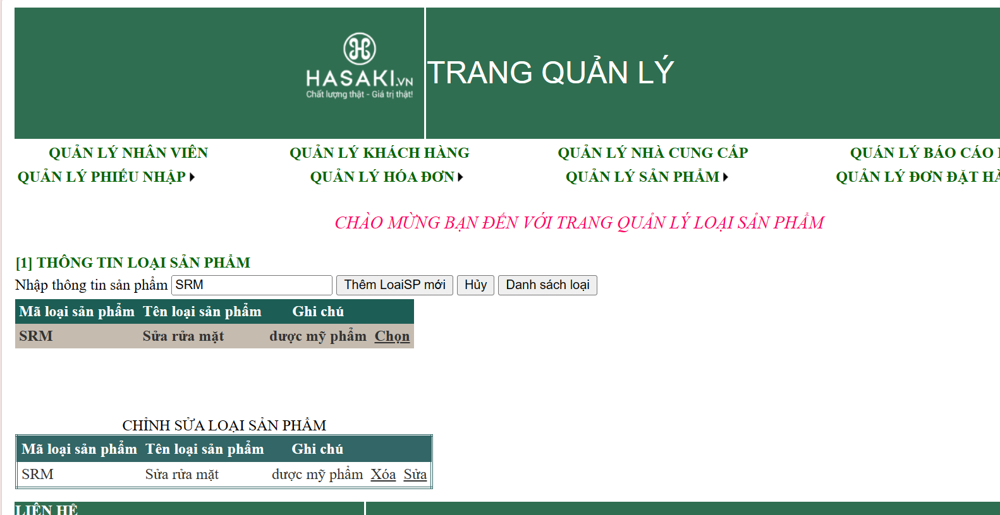 HASAKI.VN
Chất lượng thật - Giá trị thật!
TRANG QUẢN LÝ
QUẢN LÝ NHÂN VIÊN QUẢN LÝ KHÁCH HÀNG QUẢN LÝ NHÀ CUNG CẤP QUẢN LÝ BÁO CÁO
QUẢN LÝ PHIẾU NHẬP QUẢN LÝ HÓA ĐƠN QUẢN LÝ SẢN PHẨM QUẢN LÝ ĐƠN ĐẶT HÀ
CHÀO MỪNG BẠN ĐẾN VỚI TRANG QUẢN LÝ LOẠI SẢN PHẨM
[1] THÔNG TIN LOẠI SẢN PHẨM
Nhập thông tin sản phẩm SRM Thêm LoaiSP mới Hủy Danh sách loại
Mã loại sản phẩm Tên loại sản phẩm Ghi chú
SRM Sửa rửa mặt dược mỹ phẩm Chọn
CHỈNH SỬA LOẠI SẢN PHẨM
Mã loại sản phẩm Tên loại sản phẩm Ghi chú
SRM Sửa rửa mặt dược mỹ phẩm Xóa Sửa
LIÊN HỆ